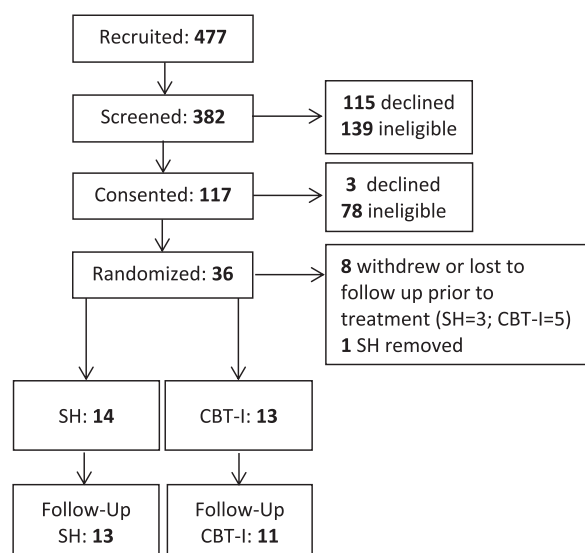 Recruited: 477
Screened: 382
115 declined
139 ineligible
Consented: 117
3 declined
78 ineligible
Randomized: 36
8 withdrew or lost to
follow up prior to
treatment (SH=3; CBT-I=5)
1 SH removed
SH: 14
CBT-I: 13
Follow-Up
SH: 13
Follow-Up
CBT-I: 11